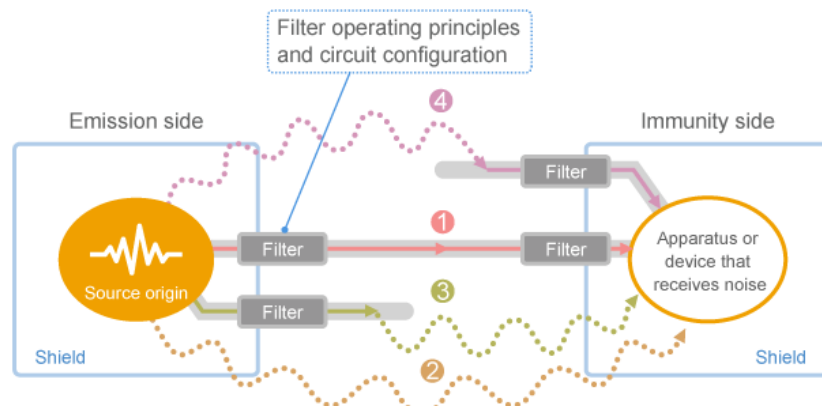 Filter operating principles
and circuit configuration
4
Emission side
Immunity side
Filter
1
Filter
Filter
Source origin
Apparatus or
device that
receives noise
3
Filter
Shield
2
Shield